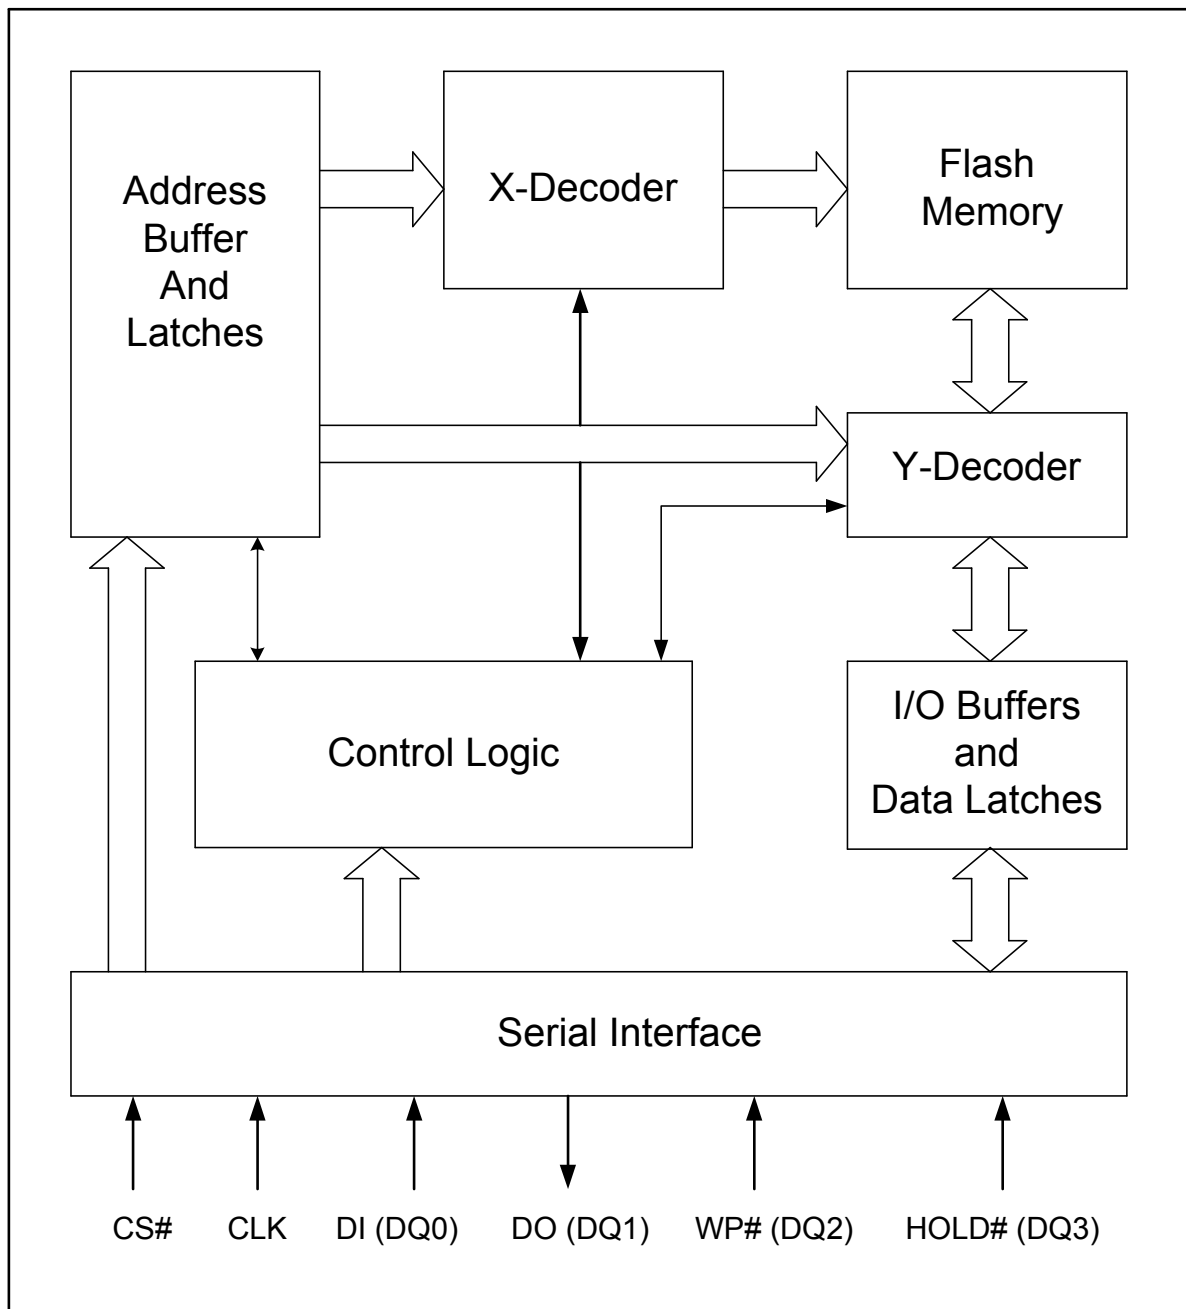 Address
Buffer
And
Latches
X-Decoder
Flash
Memory
Y-Decoder
Control Logic
I/O Buffers
and
Data Latches
Serial Interface
CS#
CLK
DI (DQ0)
DO (DQ1)
WP# (DQ2)
HOLD# (DQ3)